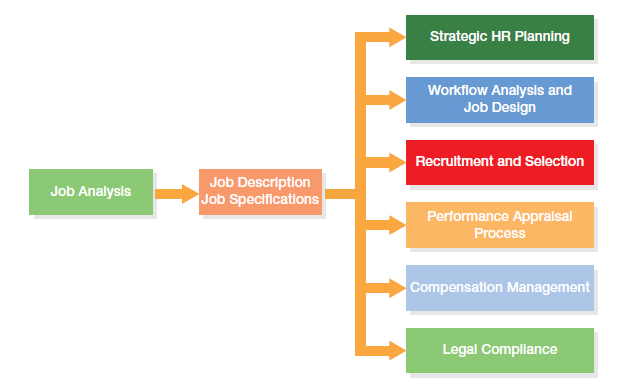 Strategic HR Planning
Workflow Analysis and
Job Design
Recruitment and Selection
Job Analysis
Job Description
Job Specifications
Performance Appraisal
Process
Compensation Management
Legal Compliance